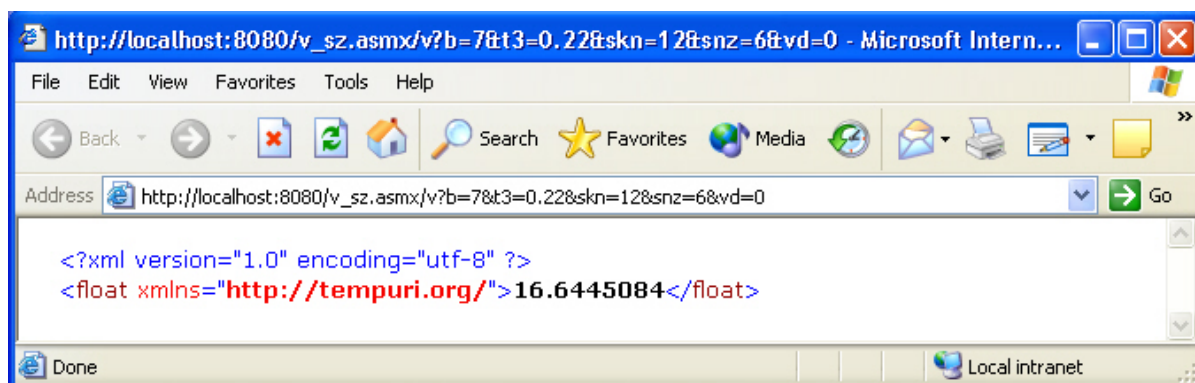 http://localhost:8080/v_sz.asmx/v?b=7&t3=0.22&skn=12&snz=6&vd=0 - Microsoft Intern...
File Edit View Favorites Tools Help
Back Search Favorites Media »
Address http://localhost:8080/v_sz.asmx/v?b=7&t3=0.22&skn=12&snz=6&vd=0 Go
<?xml version="1.0" encoding="utf-8" ?>
<float xmlns="http://tempuri.org/">16.6445084</float>
Done Local intranet